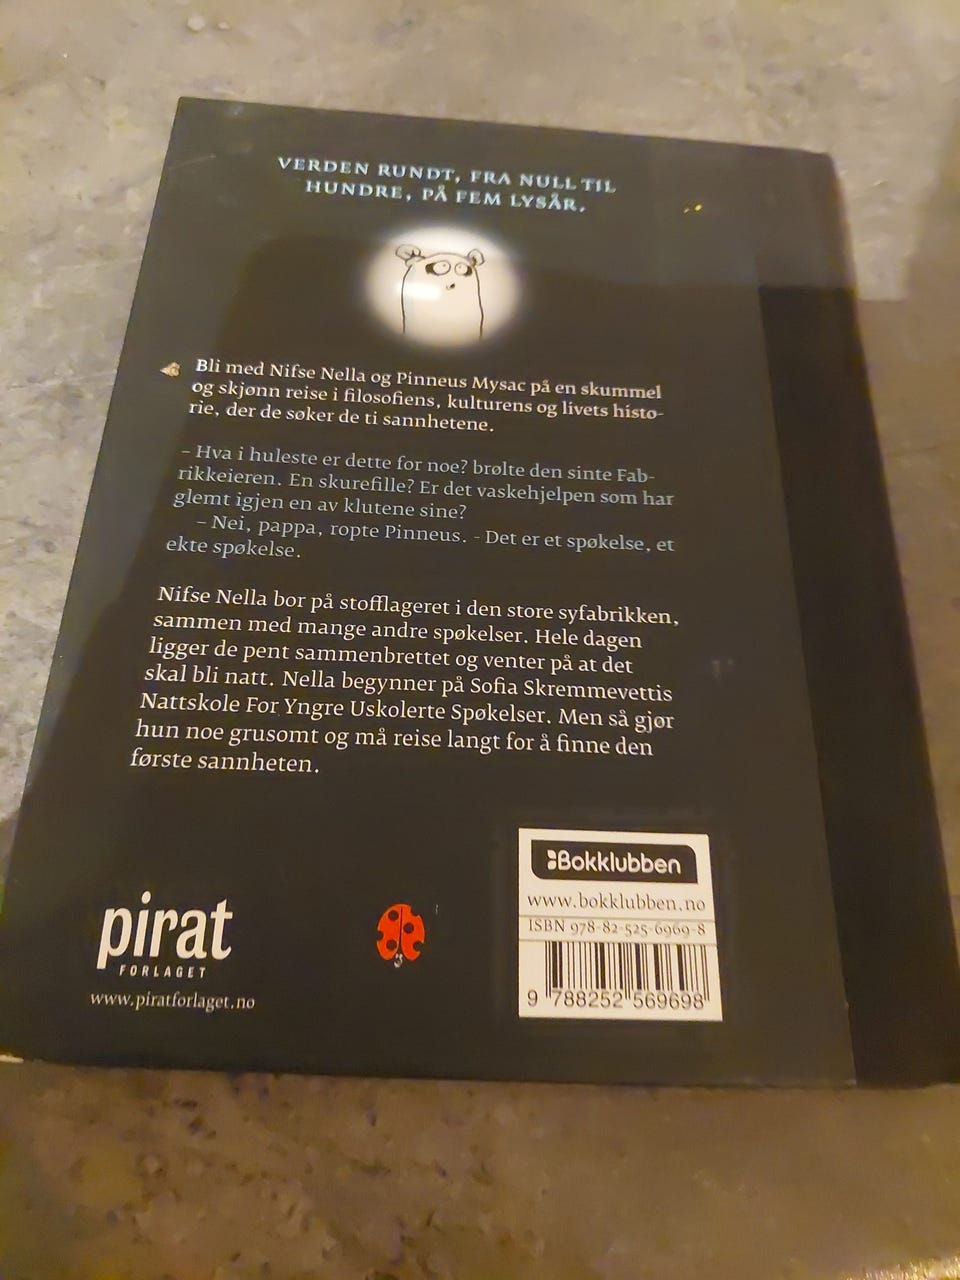 VERDEN RUNDT, FRA NULL TIL
HUNDRE, PÅ FEM LYSÅR.
Bli med Nifse Nella og Pinneus Mysac på en skummel
og skjønn reise i filosofiens, kulturens og livets histo-
rie, der de søker de ti sannhetene.
– Hva i huleste er dette for noe? brølte den sinte Fab-
rikkeieren. En skurefille? Er det vaskehjelpen som har
glemt igjen en av klutene sine?
– Nei, pappa, ropte Pinneus. - Det er et spøkelse, et
ekte spøkelse.
Nifse Nella bor på stofflageret i den store syfabrikken,
sammen med mange andre spøkelser. Hele dagen
ligger de pent sammenbrettet og venter på at det
skal bli natt. Nella begynner på Sofia Skremmevettis
Nattskole For Yngre Uskolerte Spøkelser. Men så gjør
hun noe grusomt og må reise langt for å finne den
første sannheten.
pirat
FORLAGET
www.piratforlaget.no
Bokklubben
www.bokklubben.no
ISBN 978-82-525-6969-8
9 788252 569698